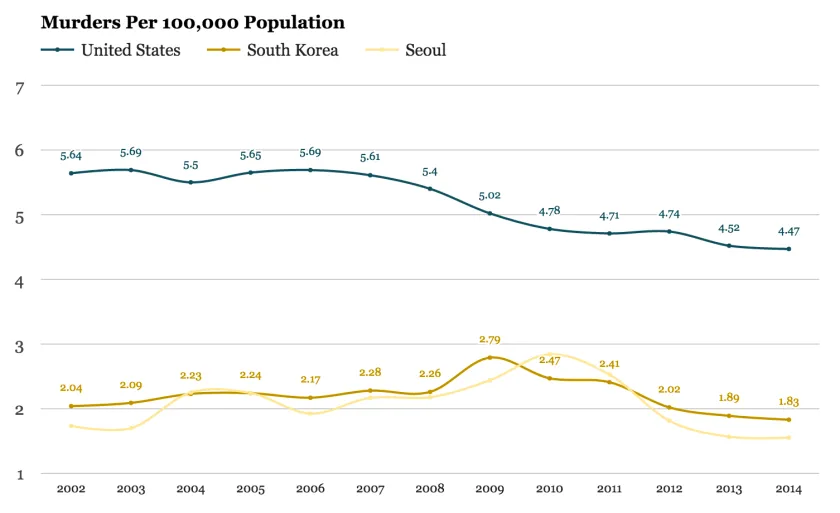 Murders Per 100,000 Population
United States South Korea Seoul
7
6
5.64 5.69 5.5 5.65 5.69 5.61 5.4
5.02 4.78 4.71 4.74 4.52 4.47
5
4
3
2.79
2.47 2.41
2.04 2.09 2.23 2.24 2.17 2.28 2.26 2.02 1.89 1.83
2
1
2002 2003 2004 2005 2006 2007 2008 2009 2010 2011 2012 2013 2014